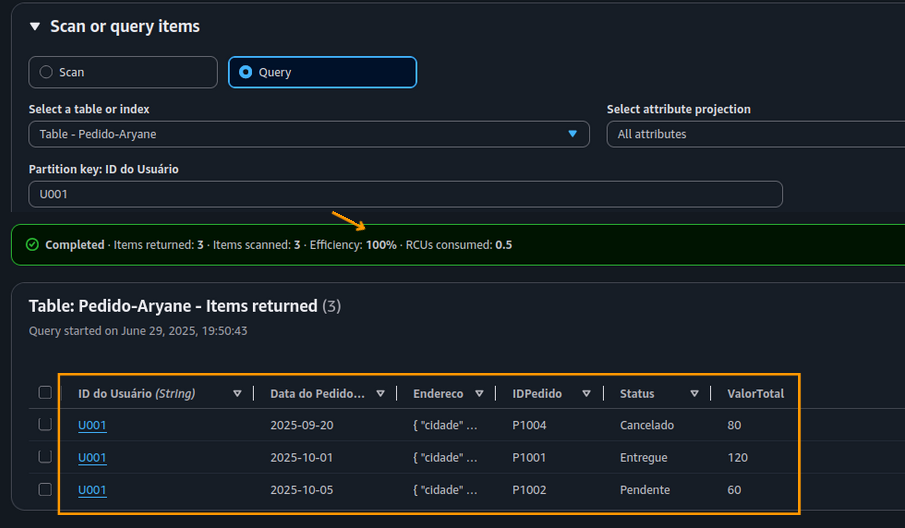 ▼ Scan or query items
Scan
Query
Select a table or index
Select attribute projection
Table - Pedido-Aryane
All attributes
Partition key: ID do Usuário
U001
Completed · Items returned: 3 · Items scanned: 3 · Efficiency: 100% · RCUs consumed: 0.5
Table: Pedido-Aryane - Items returned (3)
Query started on June 29, 2025, 19:50:43
ID do Usuário (String) Data do Pedido... Endereco IDPedido Status ValorTotal
U001 2025-09-20 { "cidade" ... P1004 Cancelado 80
U001 2025-10-01 { "cidade" ... P1001 Entregue 120
U001 2025-10-05 { "cidade" ... P1002 Pendente 60